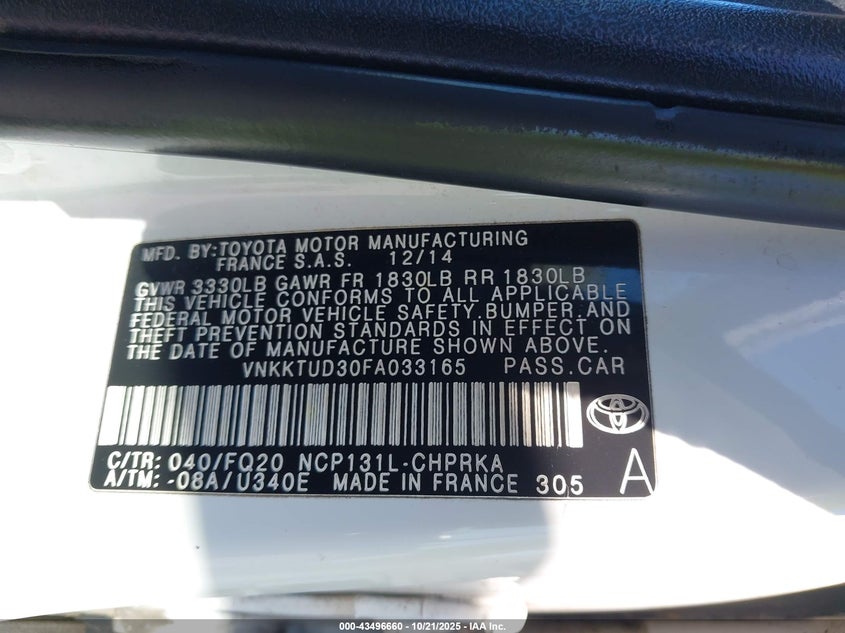 MFD. BY:TOYOTA MOTOR MANUFACTURING
FRANCE S.A.S. 12/14
GVWR 3330LB GAWR FR 1830LB RR 1830LB
THIS VEHICLE CONFORMS TO ALL APPLICABLE
FEDERAL MOTOR VEHICLE SAFETY,BUMPER,AND
THEFT PREVENTION STANDARDS IN EFFECT ON
THE DATE OF MANUFACTURE SHOWN ABOVE.
VNKKTUD30FA033165 PASS.CAR
C/TR: 040/FQ20 NCP131L-CHPRKA
A/TM: -08A/U340E MADE IN FRANCE 305 A
000-43496660 - 10/21/2025 - IAA Inc.